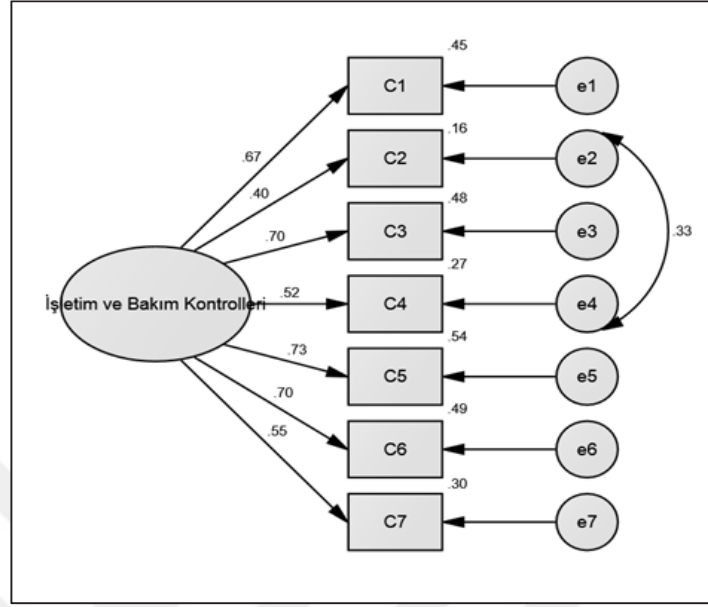 .45
C1
e1
.67
.16
C2
e2
.40
.48
C3
e3
.70
.33
.27
İşletim ve Bakım Kontrolleri
.52
C4
e4
.54
.73
C5
e5
.70
.49
C6
e6
.55
.30
C7
e7